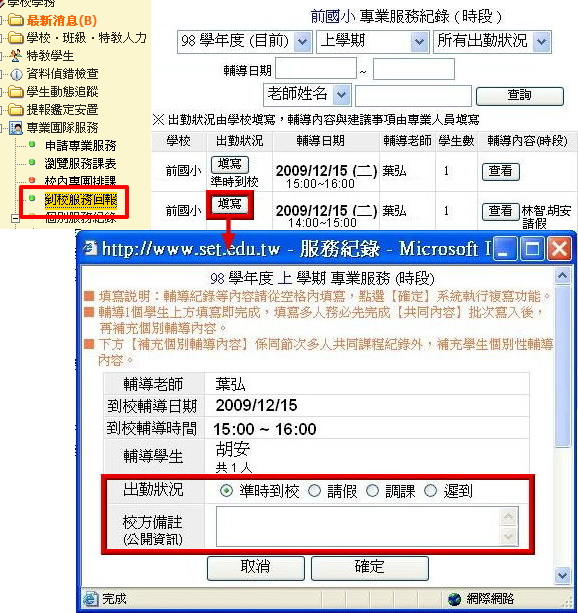 學校學務
最新消息(B)
學校‧班級‧特教人力
特教學生
資料偵錯檢查
學生動態追蹤
提報鑑定安置
專業團隊服務
申請專業服務
瀏覽服務課表
校內專團排課
到校服務回報
個別服務紀錄
前國小 專業服務紀錄 ( 時段 )
98 學年度 (目前) 上學期 所有出勤狀況
輔導日期 ~
老師姓名 查詢
※ 出勤狀況由學校填寫，輔導內容與建議事項由專業人員填寫
學校 出勤狀況 輔導日期 輔導老師 學生數 輔導內容(時段)
前國小 填寫 準時到校 2009/12/15 (二) 15:00~16:00 葉弘 1 查看
前國小 填寫 2009/12/15 (二) 14:00~15:00 葉弘 1 查看 林智.胡安 請假
http://www.set.edu.tw - 服務紀錄 - Microsoft I
98 學年度 上 學期 專業服務 (時段)
■ 填寫說明：輔導紀錄等內容請從空格內填寫，點選【確定】系統執行複寫功能。
■ 輔導1個學生上方填寫即完成，填寫多人務必先完成【共同內容】批次寫入後，
再補充個別輔導內容。
■ 下方【補充個別輔導內容】係同節次多人共同課程紀錄外，補充學生個別性輔導
內容。
輔導老師 葉弘
到校輔導日期 2009/12/15
到校輔導時間 15:00 ~ 16:00
輔導學生 胡安
共 1 人
出勤狀況 準時到校 請假 調課 遲到
校方備註
(公開資訊)
取消 確定
完成 網際網路